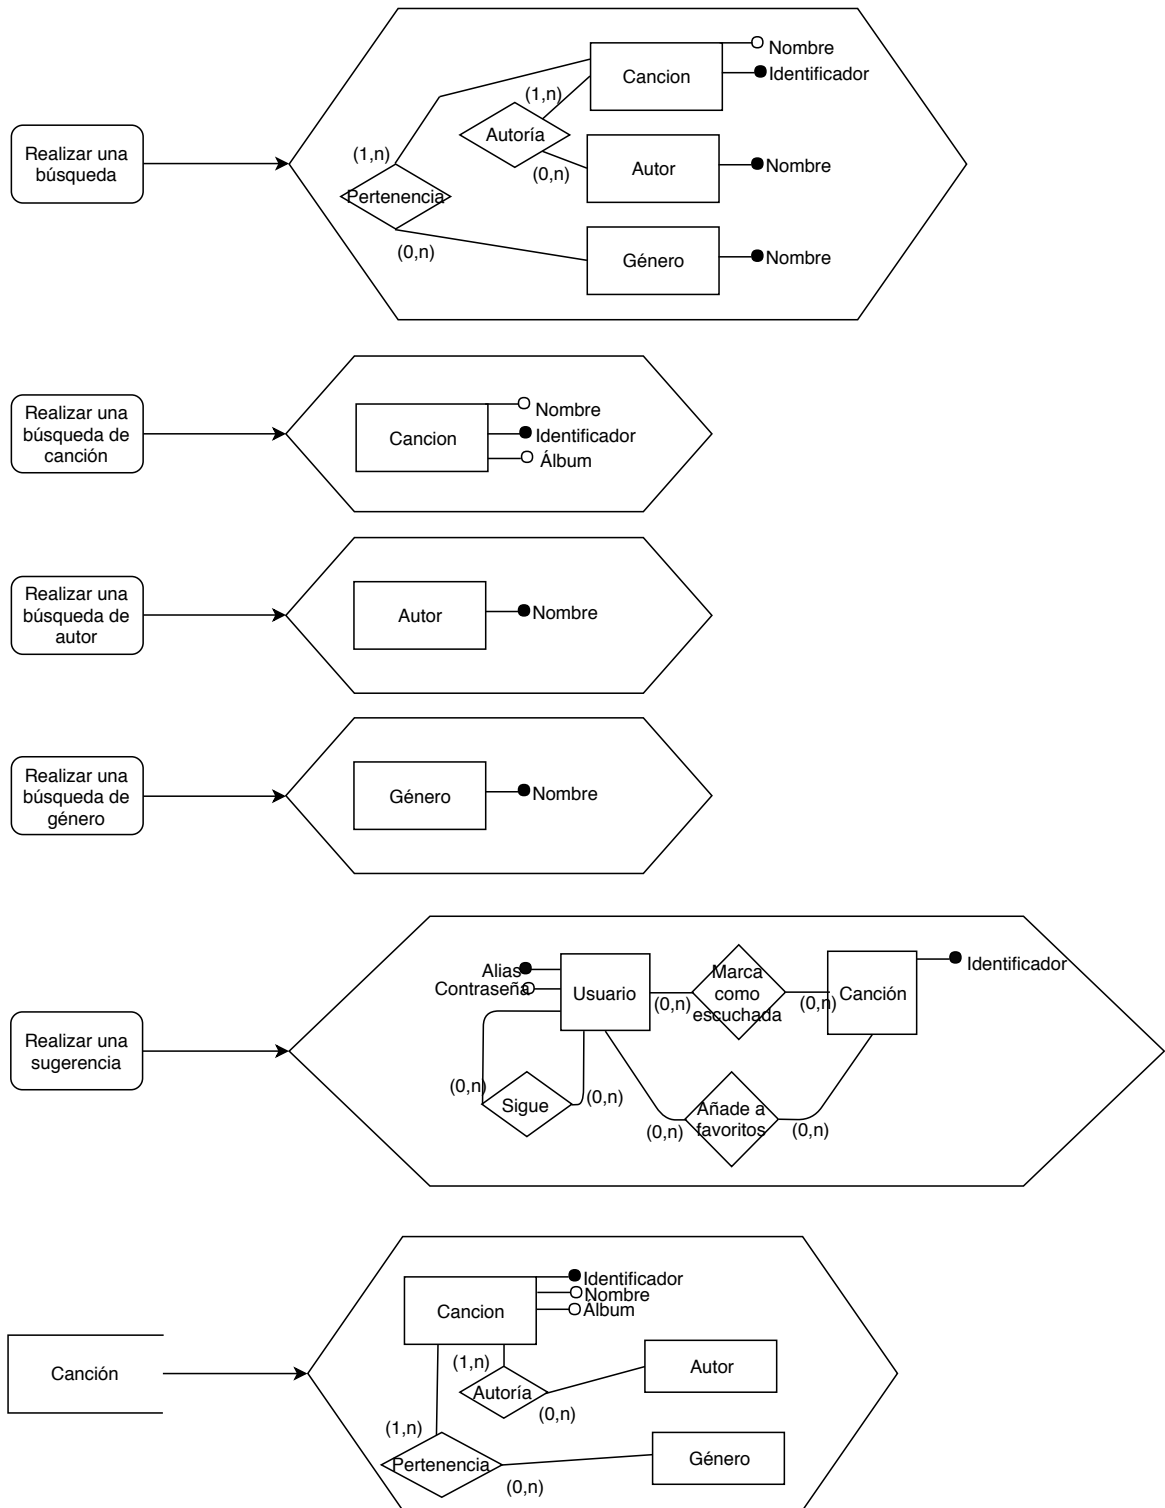 Realizar una
búsqueda
Cancion
Nombre
Identificador
(1,n)
Autoría
(0,n)
Autor
Nombre
(1,n)
Pertenencia
(0,n)
Género
Nombre
Realizar una
búsqueda de
canción
Cancion
Nombre
Identificador
Álbum
Realizar una
búsqueda de
autor
Autor
Nombre
Realizar una
búsqueda de
género
Género
Nombre
Realizar una
sugerencia
Alias
Contraseña
Usuario
(0,n)
Marca
como
escuchada
(0,n)
Canción
Identificador
(0,n)
Sigue
(0,n)
(0,n)
Añade a
favoritos
(0,n)
Canción
Cancion
Identificador
Nombre
Álbum
(1,n)
Autoría
(0,n)
Autor
(1,n)
Pertenencia
(0,n)
Género